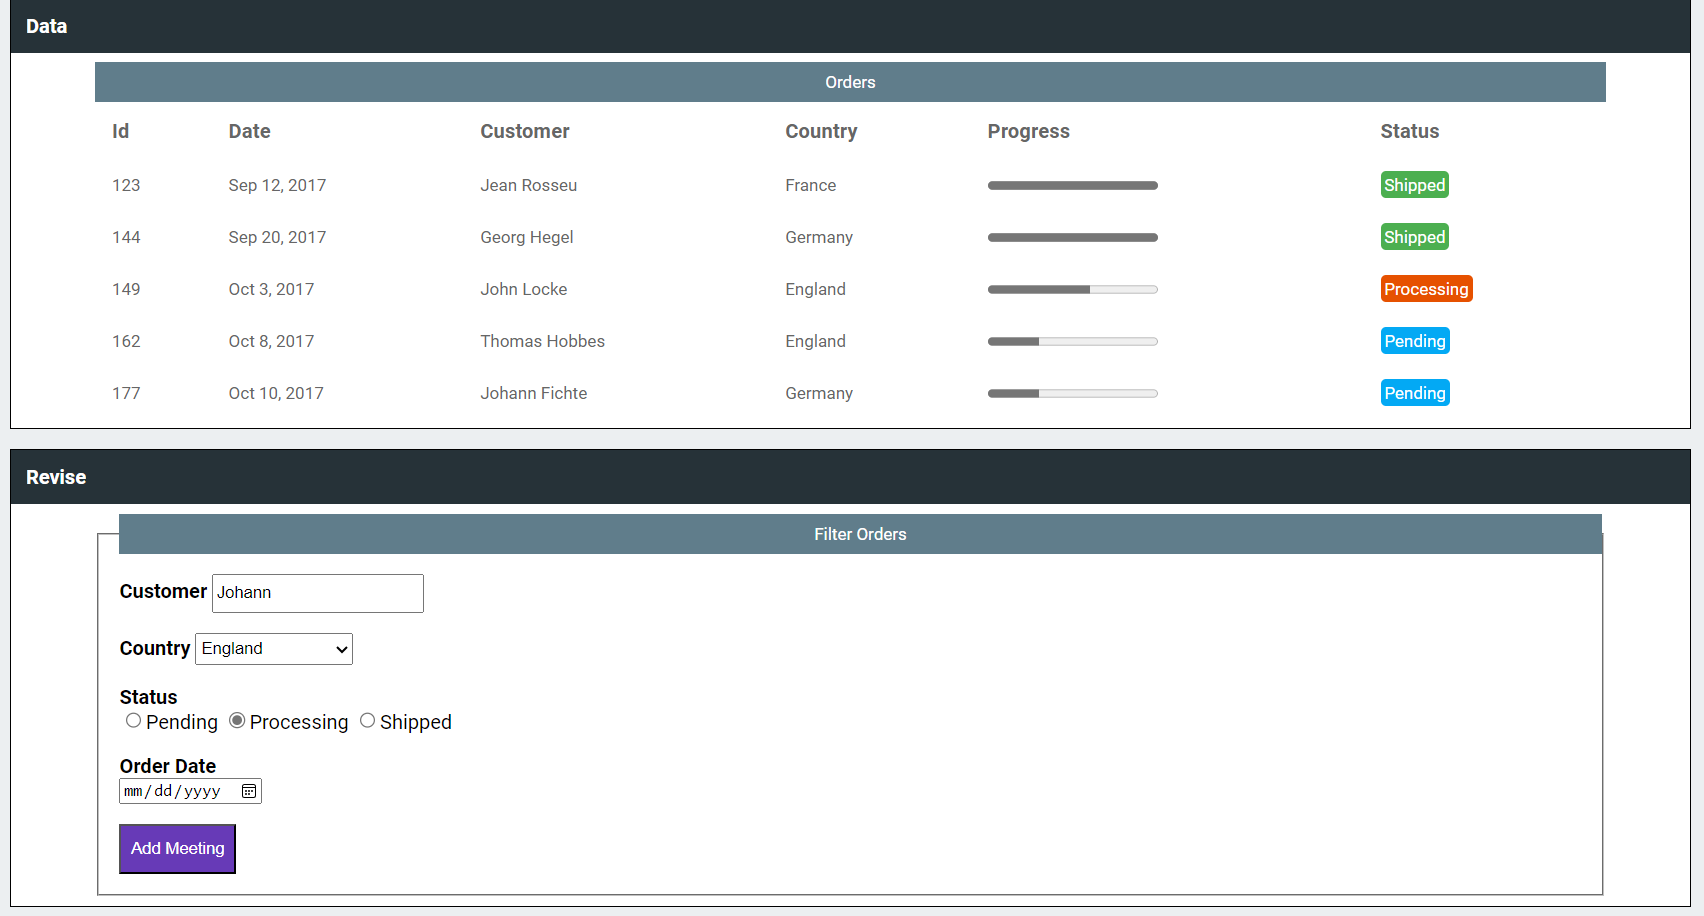 Data
Orders
Id Date Customer Country Progress Status
123 Sep 12, 2017 Jean Rosseu France Shipped
144 Sep 20, 2017 Georg Hegel Germany Shipped
149 Oct 3, 2017 John Locke England Processing
162 Oct 8, 2017 Thomas Hobbes England Pending
177 Oct 10, 2017 Johann Fichte Germany Pending
Revise
Filter Orders
Customer Johann
Country England
Status
Pending Processing Shipped
Order Date
mm/dd/yyyy
Add Meeting